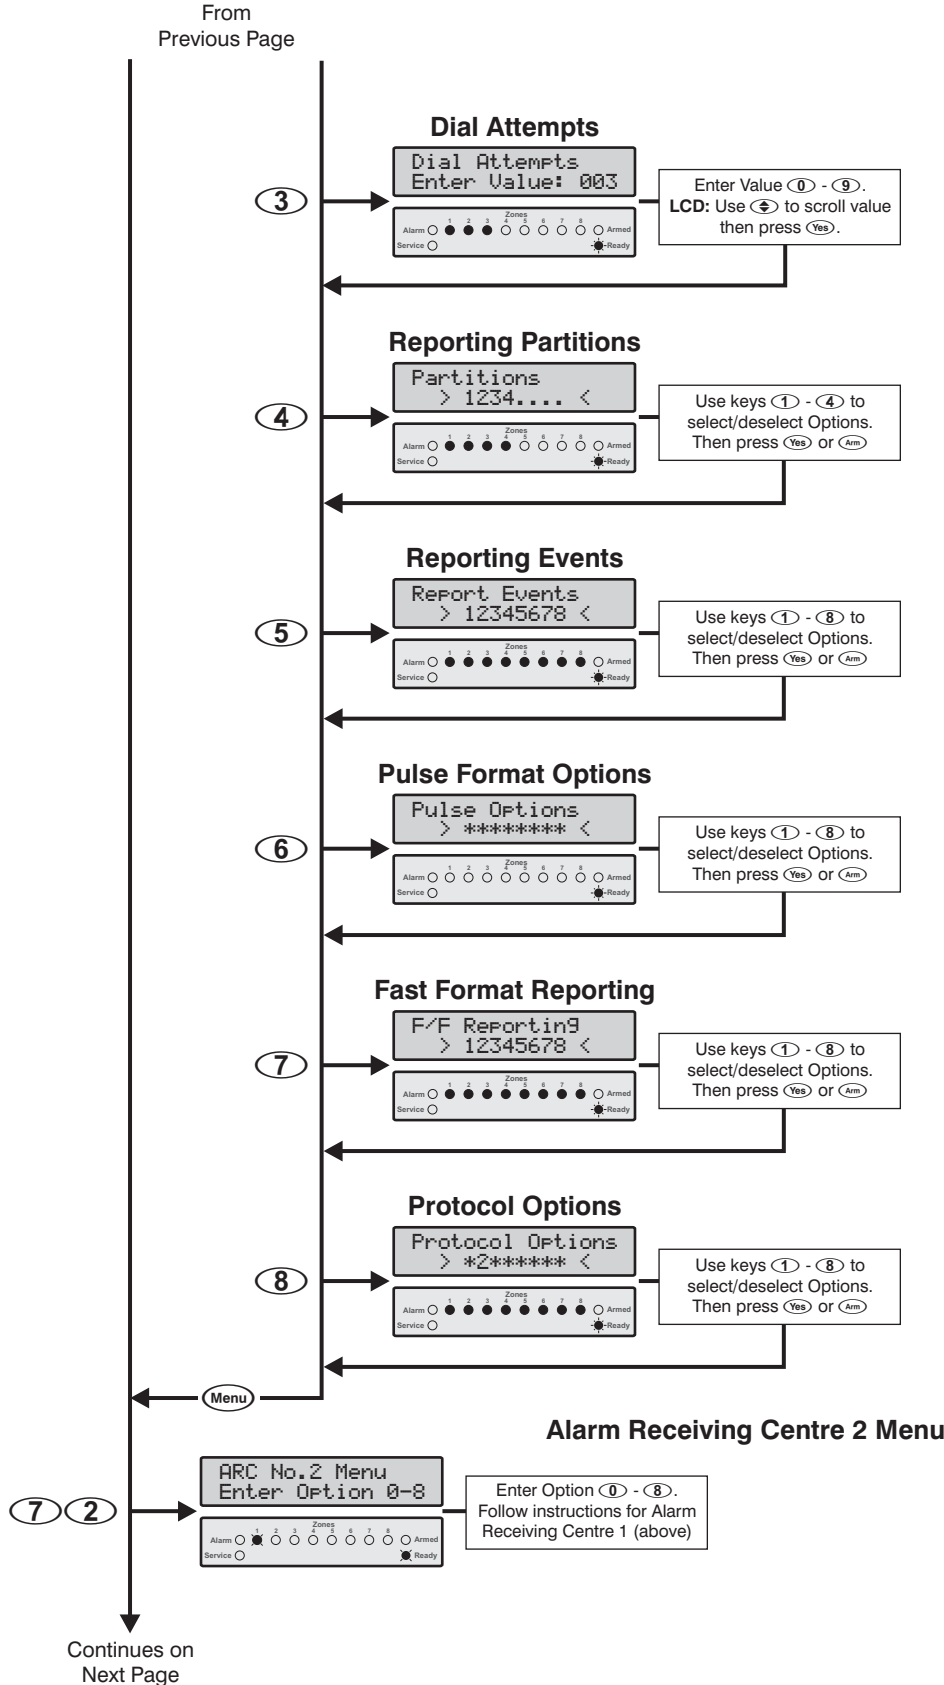 From
Previous Page
Dial Attempts
3
Dial Attempts
Enter Value: 003
Zones
1 2 3 4 5 6 7 8
Alarm Armed
Service Ready
Enter Value 0 - 9.
LCD: Use to scroll value
then press Yes.
Reporting Partitions
4
Partitions
> 1234.... <
Zones
1 2 3 4 5 6 7 8
Alarm Armed
Service Ready
Use keys 1 - 4 to
select/deselect Options.
Then press Yes or Arm
Reporting Events
5
Report Events
> 12345678 <
Zones
1 2 3 4 5 6 7 8
Alarm Armed
Service Ready
Use keys 1 - 8 to
select/deselect Options.
Then press Yes or Arm
Pulse Format Options
6
Pulse Options
> ******** <
Zones
1 2 3 4 5 6 7 8
Alarm Armed
Service Ready
Use keys 1 - 8 to
select/deselect Options.
Then press Yes or Arm
Fast Format Reporting
7
F/F Reporting
> 12345678 <
Zones
1 2 3 4 5 6 7 8
Alarm Armed
Service Ready
Use keys 1 - 8 to
select/deselect Options.
Then press Yes or Arm
Protocol Options
8
Protocol Options
> *2****** <
Zones
1 2 3 4 5 6 7 8
Alarm Armed
Service Ready
Use keys 1 - 8 to
select/deselect Options.
Then press Yes or Arm
Menu
Alarm Receiving Centre 2 Menu
7 2
ARC No.2 Menu
Enter Option 0-8
Zones
1 2 3 4 5 6 7 8
Alarm Armed
Service Ready
Enter Option 0 - 8.
Follow instructions for Alarm
Receiving Centre 1 (above)
Continues on
Next Page